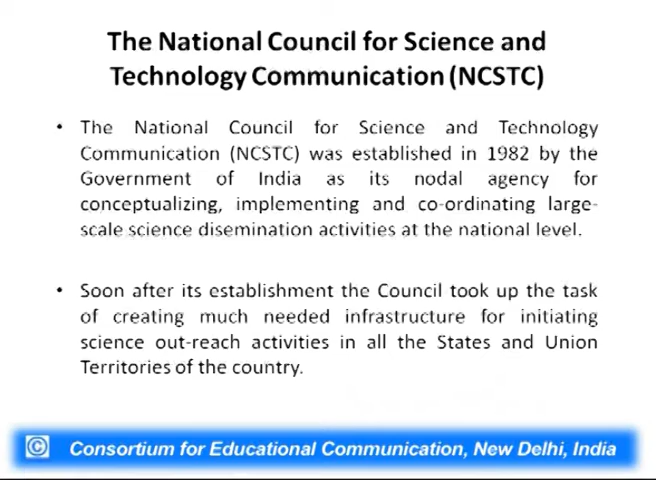 The National Council for Science and
Technology Communication (NCSTC)
• The National Council for Science and Technology
Communication (NCSTC) was established in 1982 by the
Government of India as its nodal agency for
conceptualizing, implementing and co-ordinating large-
scale science disemination activities at the national level.
• Soon after its establishment the Council took up the task
of creating much needed infrastructure for initiating
science out-reach activities in all the States and Union
Territories of the country.
© Consortium for Educational Communication, New Delhi, India